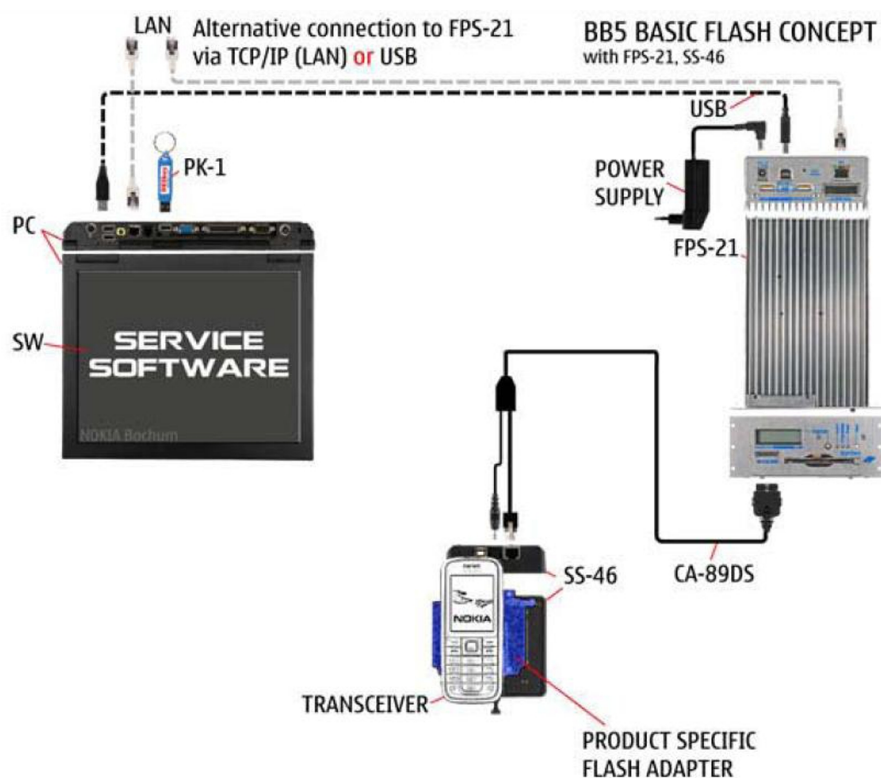 LAN
Alternative connection to FPS-21
via TCP/IP (LAN) or USB
BB5 BASIC FLASH CONCEPT
with FPS-21, SS-46
USB
PK-1
POWER
SUPPLY
PC
FPS-21
SW
SERVICE
SOFTWARE
NOKIA Bochum
SS-46
CA-89DS
NOKIA
TRANSCEIVER
PRODUCT SPECIFIC
FLASH ADAPTER